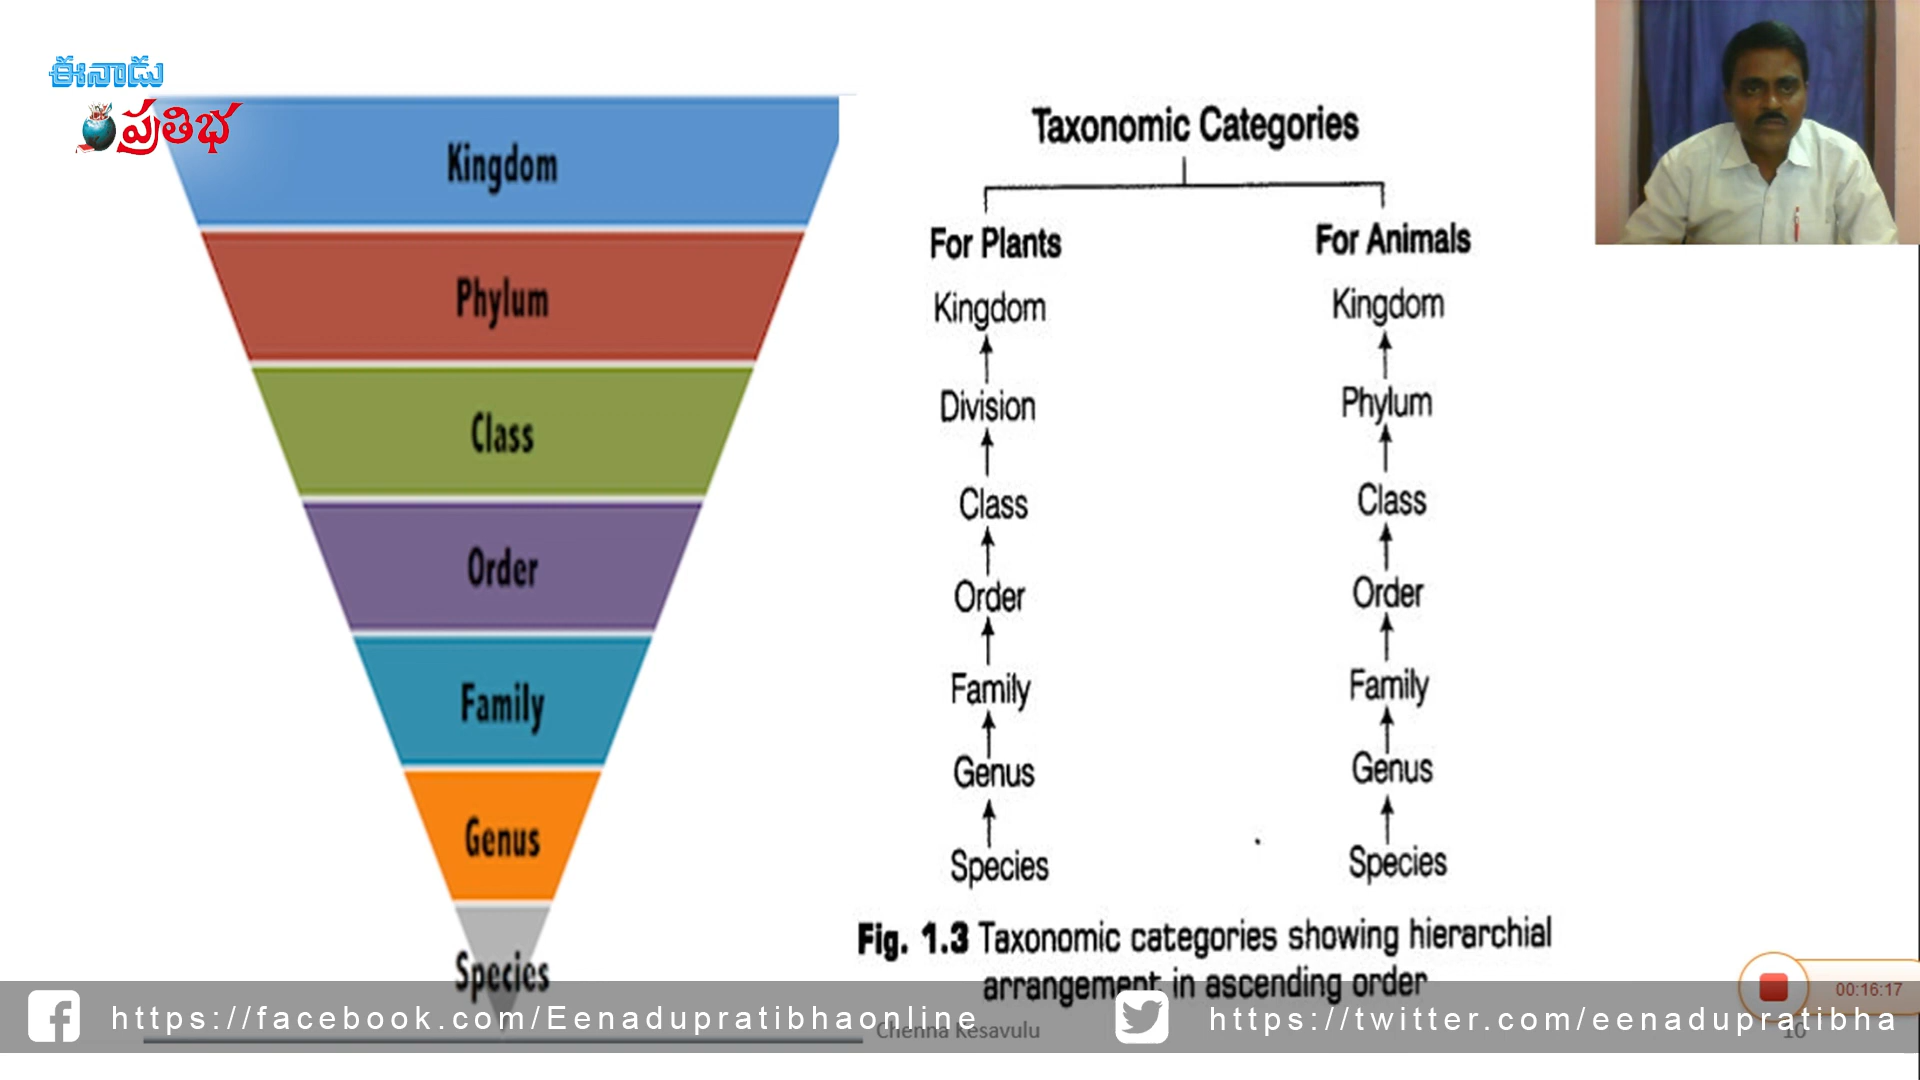 ఈనాడు
ప్రతిభ
Kingdom
Phylum
Class
Order
Family
Genus
Species
Taxonomic Categories
For Plants
Kingdom
Division
Class
Order
Family
Genus
Species
For Animals
Kingdom
Phylum
Class
Order
Family
Genus
Species
Fig. 1.3 Taxonomic categories showing hierarchial
arrangement in ascending order
00:16:17
https://facebook.com/Eenadupratibhaonline
Chenna Kesavulu
https://twitter.com/eenadupratibha
10